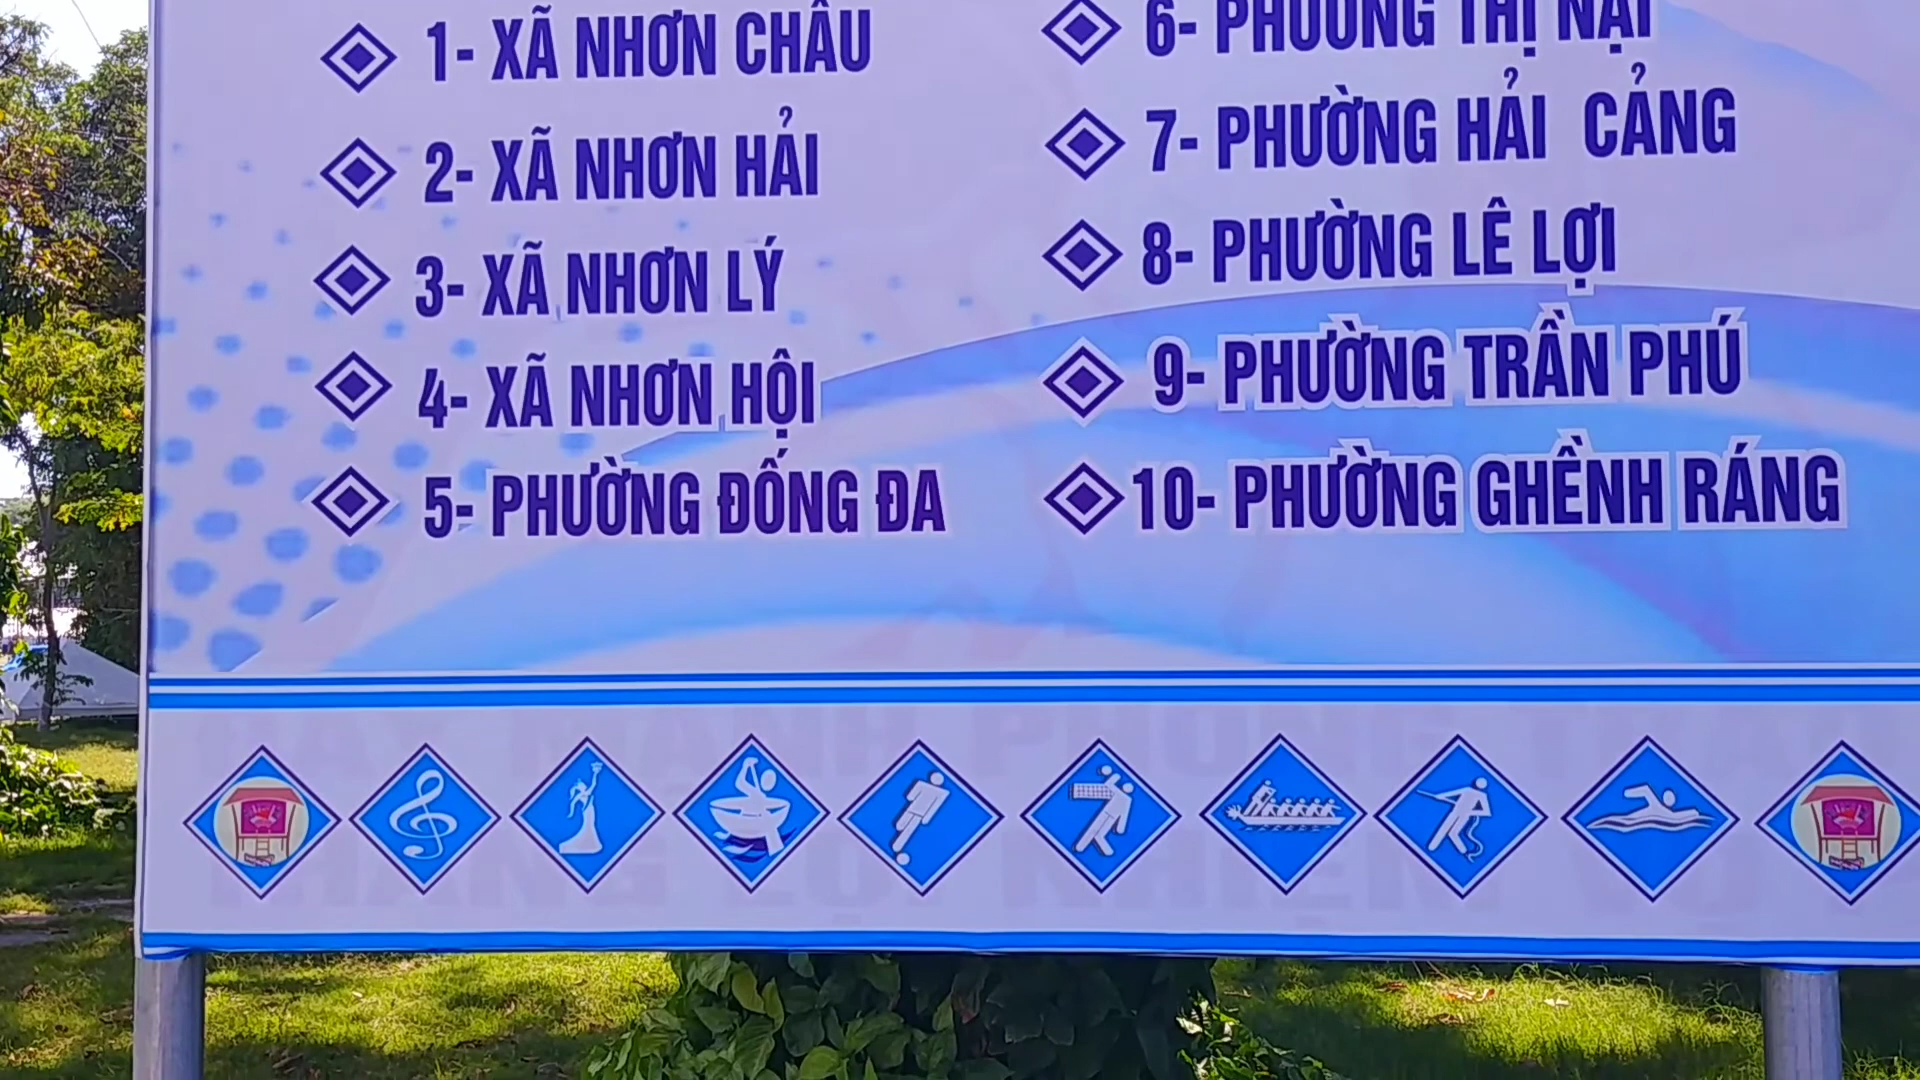 1- XÃ NHƠN CHÂU
2- XÃ NHƠN HẢI
3- XÃ NHƠN LÝ
4- XÃ NHƠN HỘI
5- PHƯỜNG ĐỐNG ĐA
6- PHƯỜNG THỊ NẠI
7- PHƯỜNG HẢI CẢNG
8- PHƯỜNG LÊ LỢI
9- PHƯỜNG TRẦN PHÚ
10- PHƯỜNG GHỀNH RÁNG